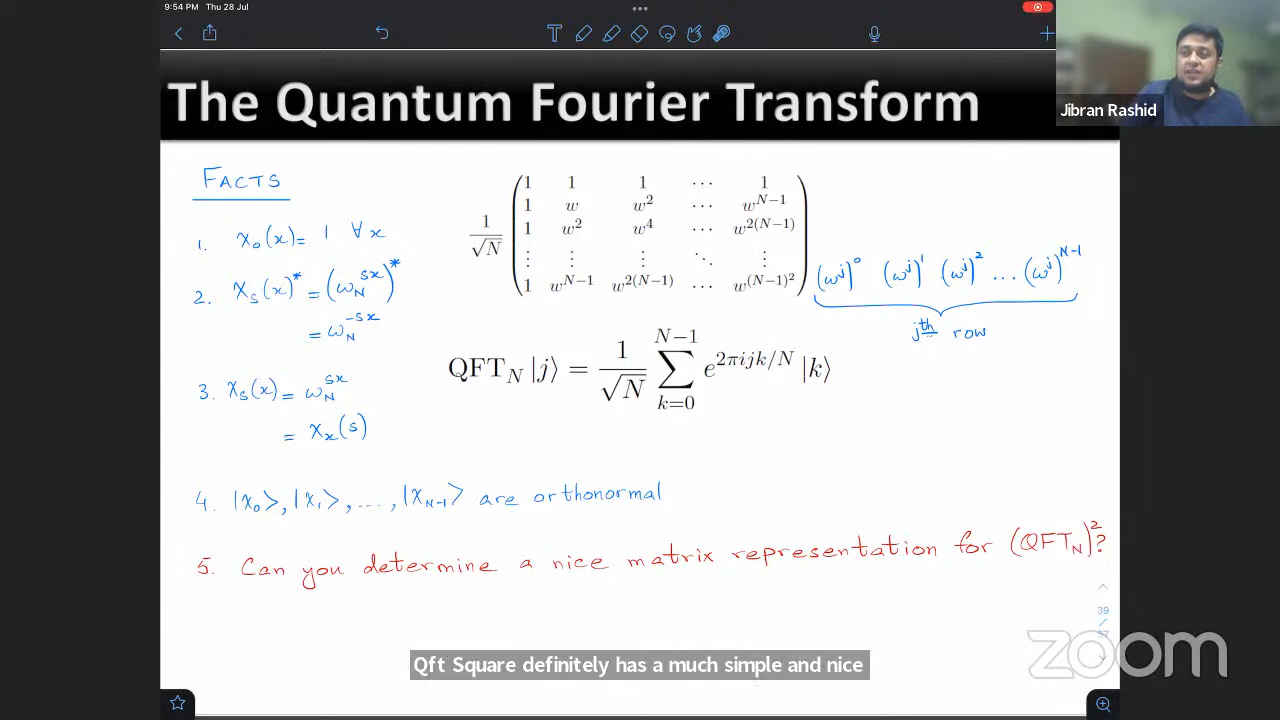 9:54 PM Thu 28 Jul
The Quantum Fourier Transform
Jibran Rashid
FACTS
1. χ₀(x) = 1 ∀ x
2. χ_S(x)* = (ω_N^{sx})*
= ω_N^{-sx}
3. χ_S(x) = ω_N^{sx}
= χ_x(s)
1/√N
1 1 1 ⋯ 1
1 w w² ⋯ w^{N−1}
1 w² w⁴ ⋯ w^{2(N−1)}
⋮ ⋮ ⋮ ⋱ ⋮
1 w^{N−1} w^{2(N−1)} ⋯ w^{(N−1)²}
(ω^j)^0 (ω^j)^1 (ω^j)^2 ... (ω^j)^{N-1}
jth row
QFT_N |j⟩ = 1/√N ∑_{k=0}^{N−1} e^{2πijk/N} |k⟩
4. |χ₀>, |χ₁>, ..., |χ_{N-1}> are orthonormal
5. Can you determine a nice matrix representation for (QFT_N)²?
39
/
zoom
Qft Square definitely has a much simple and nice